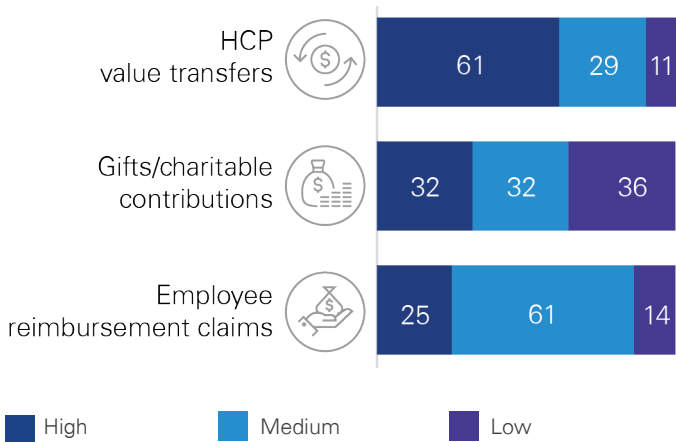 HCP
value transfers
$
61 29 11
Gifts/charitable
contributions
$
32 32 36
Employee
reimbursement claims
$
25 61 14
High Medium Low